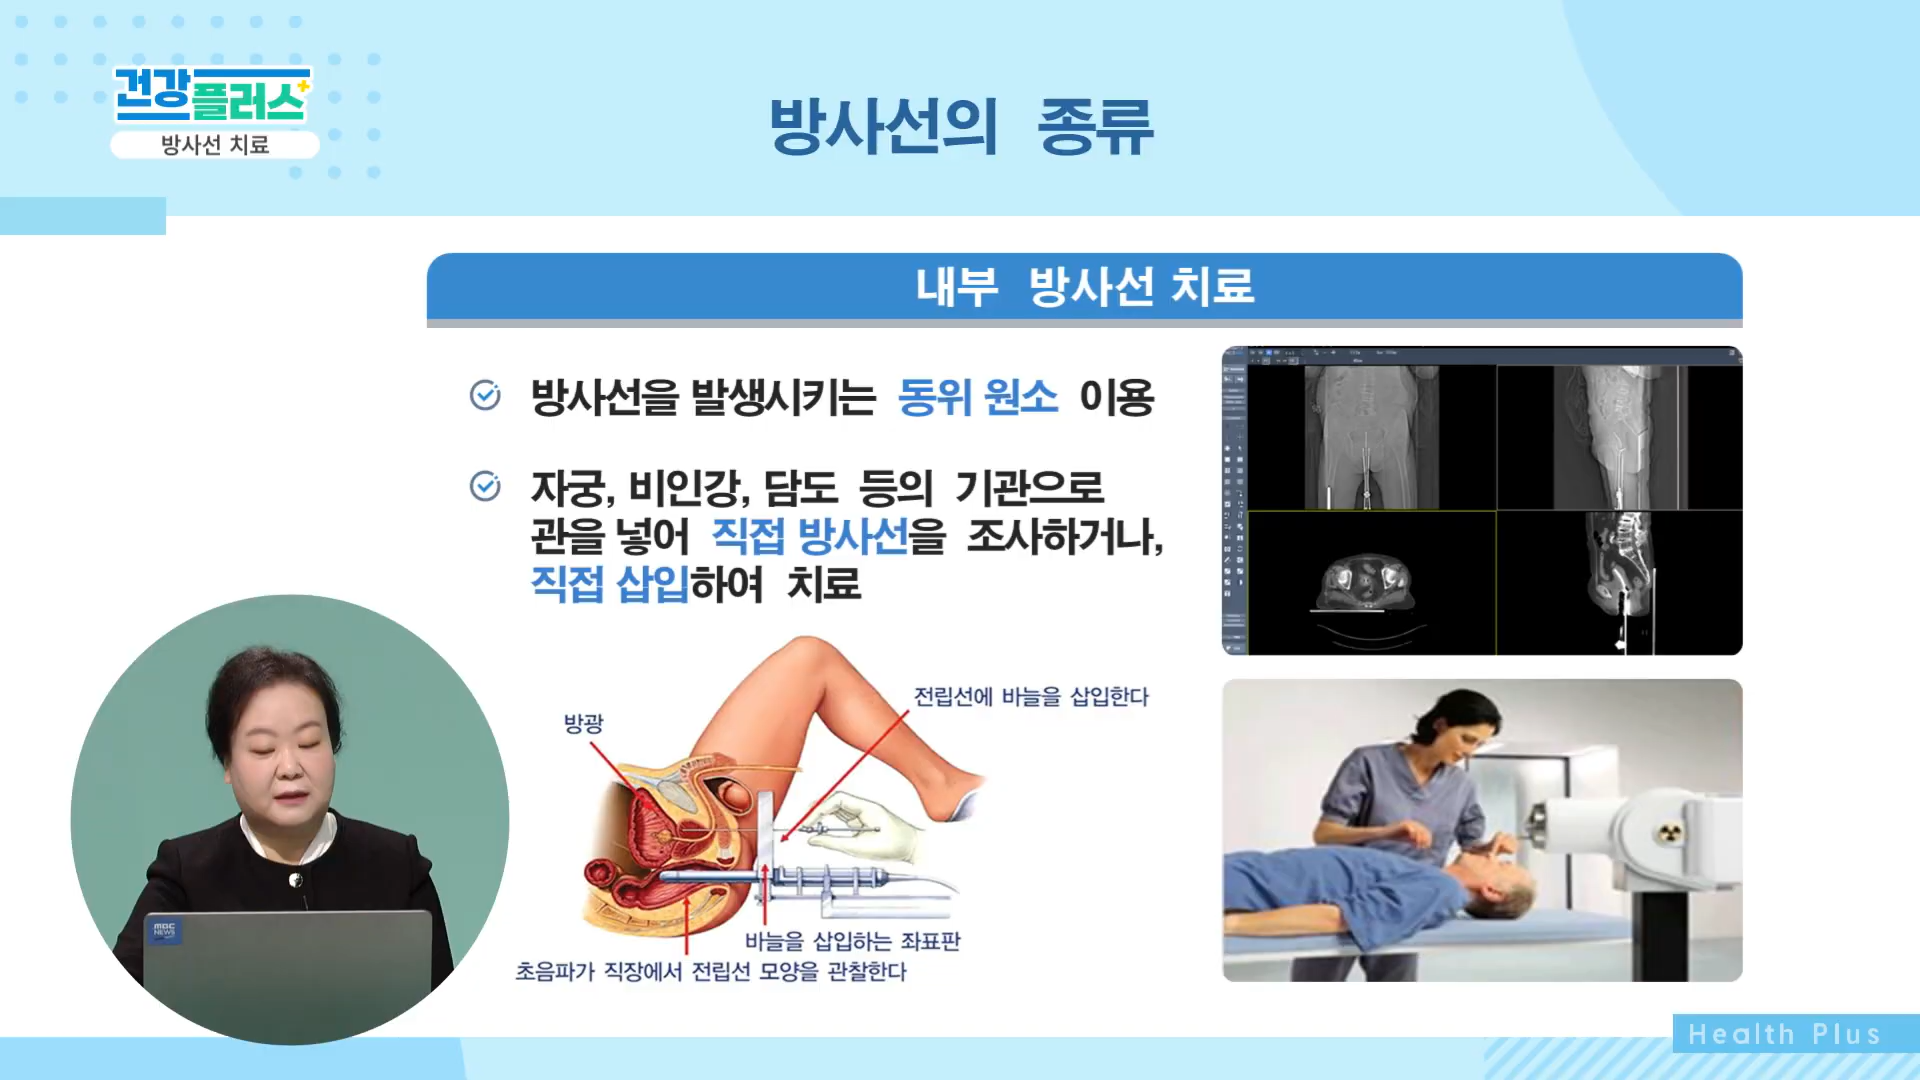 건강플러스+
방사선 치료
방사선의 종류
내부 방사선 치료
방사선을 발생시키는 동위 원소 이용
자궁, 비인강, 담도 등의 기관으로
관을 넣어 직접 방사선을 조사하거나,
직접 삽입하여 치료
전립선에 바늘을 삽입한다
방광
바늘을 삽입하는 좌표판
초음파가 직장에서 전립선 모양을 관찰한다
MBC
NEWS
Health Plus